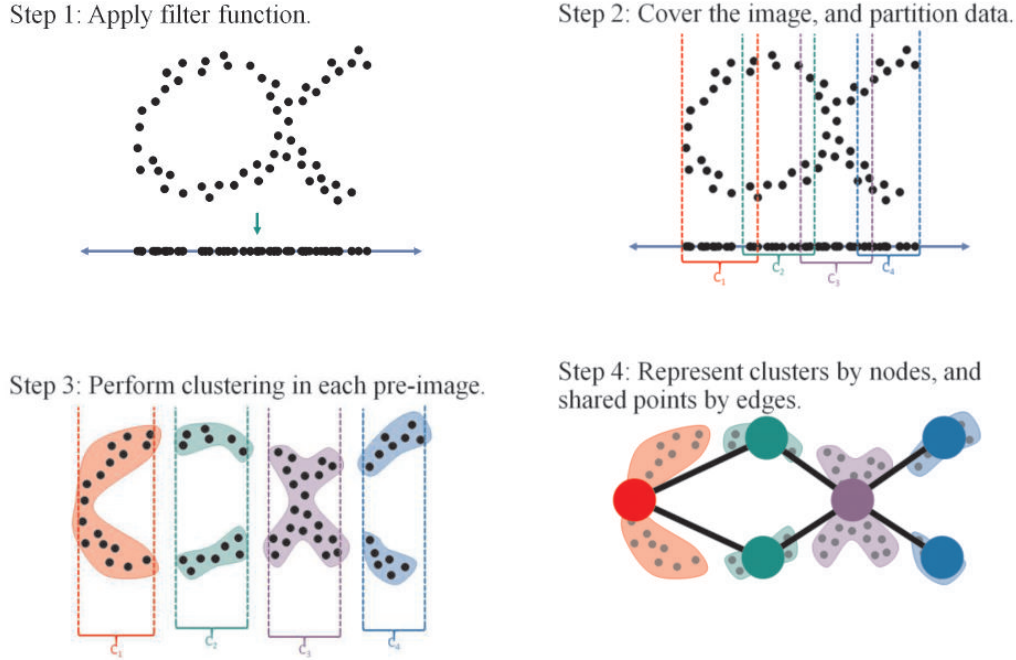 Step 1: Apply filter function.
Step 2: Cover the image, and partition data.
C₁
C₂
C₃
C₄
Step 3: Perform clustering in each pre-image.
Step 4: Represent clusters by nodes, and
shared points by edges.
C₁
C₂
C₃
C₄